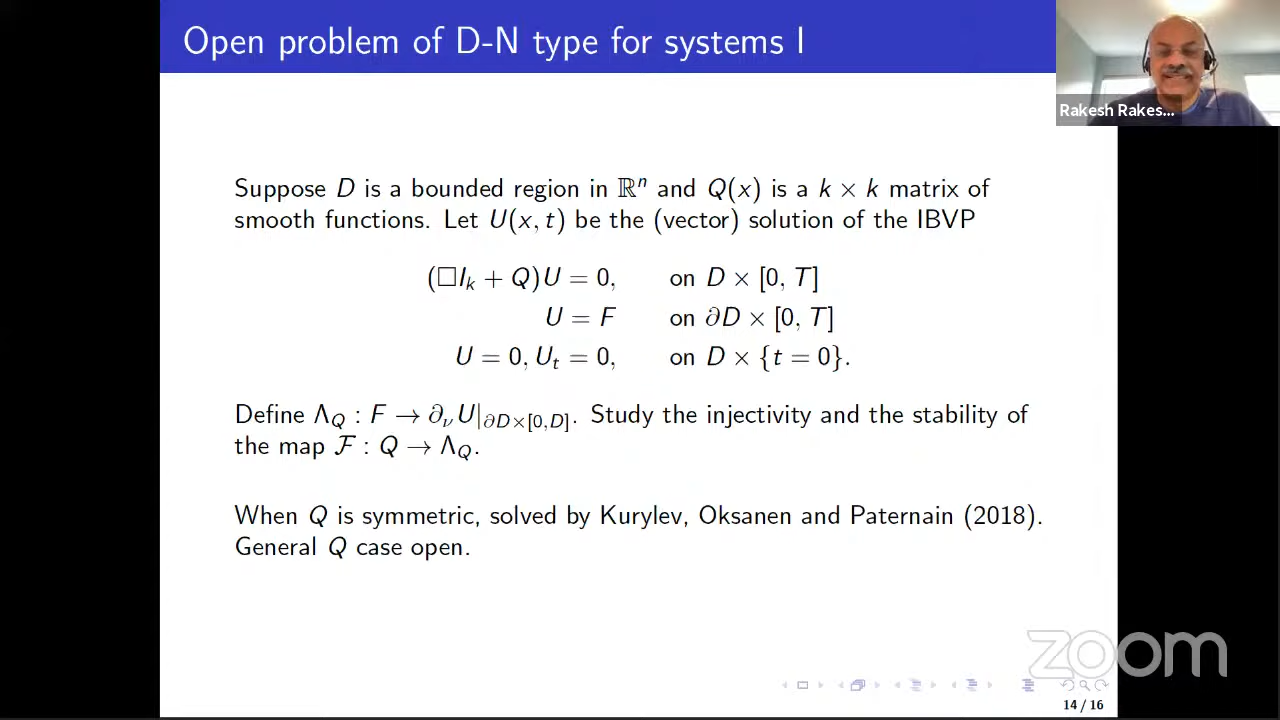 Open problem of D-N type for systems I
Rakesh Rakes...
Suppose D is a bounded region in ℝⁿ and Q(x) is a k × k matrix of
smooth functions. Let U(x, t) be the (vector) solution of the IBVP
(□Iₖ + Q)U = 0, on D × [0, T]
U = F on ∂D × [0, T]
U = 0, Uₜ = 0, on D × {t = 0}.
Define Λ_Q : F → ∂_ν U|_{∂D×[0,D]}. Study the injectivity and the stability of
the map ℱ : Q → Λ_Q.
When Q is symmetric, solved by Kurylev, Oksanen and Paternain (2018).
General Q case open.
zoom
14 / 16